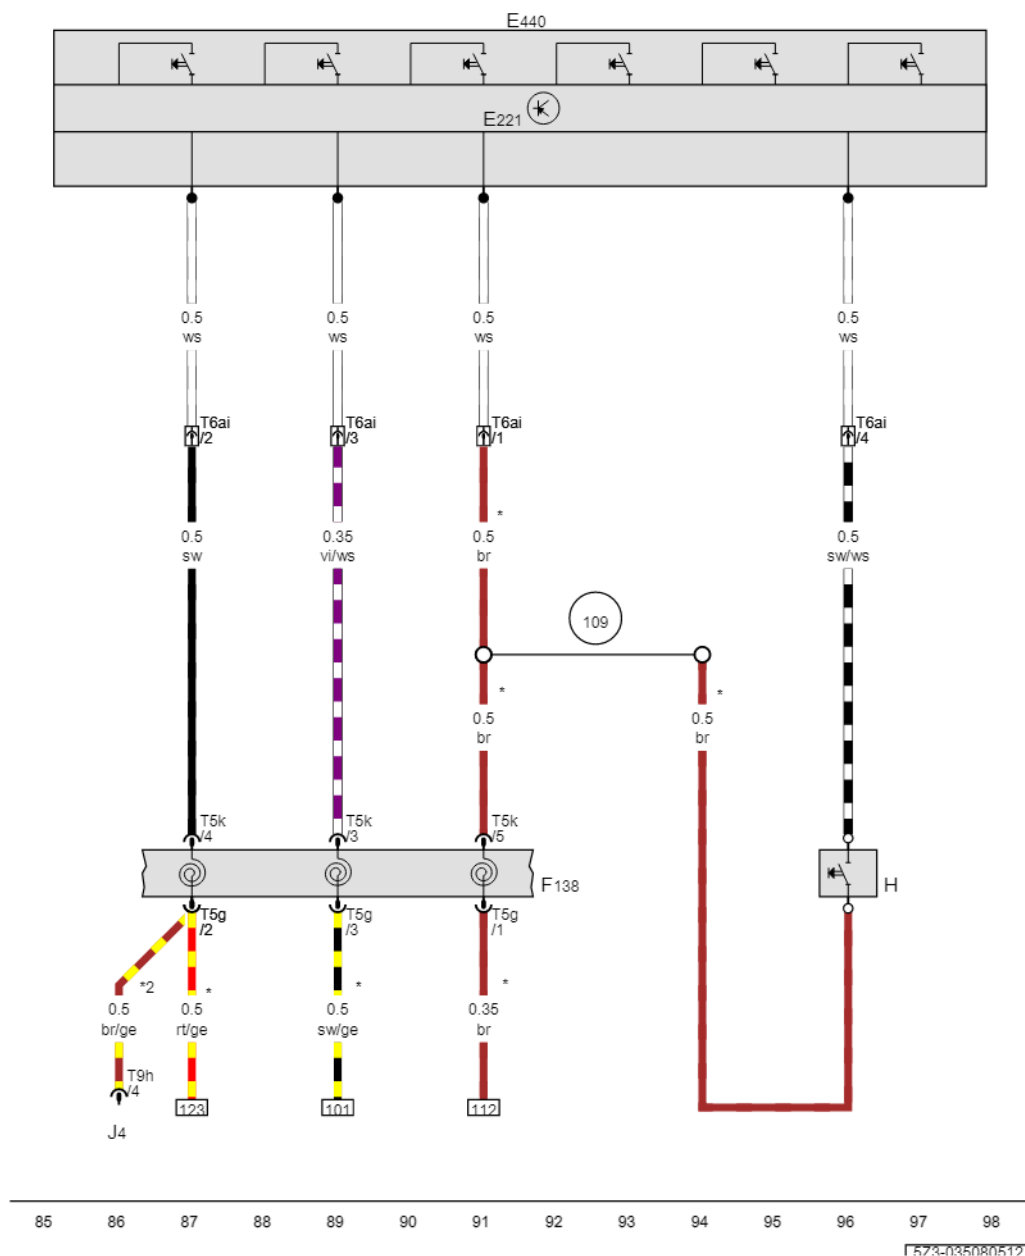 E440
E221
0.5
ws
0.5
ws
0.5
ws
0.5
ws
T6ai
/2
T6ai
/3
T6ai
/1
T6ai
/4
*
0.5
sw
0.35
vi/ws
0.5
br
0.5
sw/ws
109
*
*
0.5
br
0.5
br
T5k
/4
T5k
/3
T5k
/5
F138
H
T5g
/2
T5g
/3
T5g
/1
*2
*
*
*
0.5
br/ge
0.5
rt/ge
0.5
sw/ge
0.35
br
T9h
/4
123
101
112
J4
85 86 87 88 89 90 91 92 93 94 95 96 97 98
573-035080512